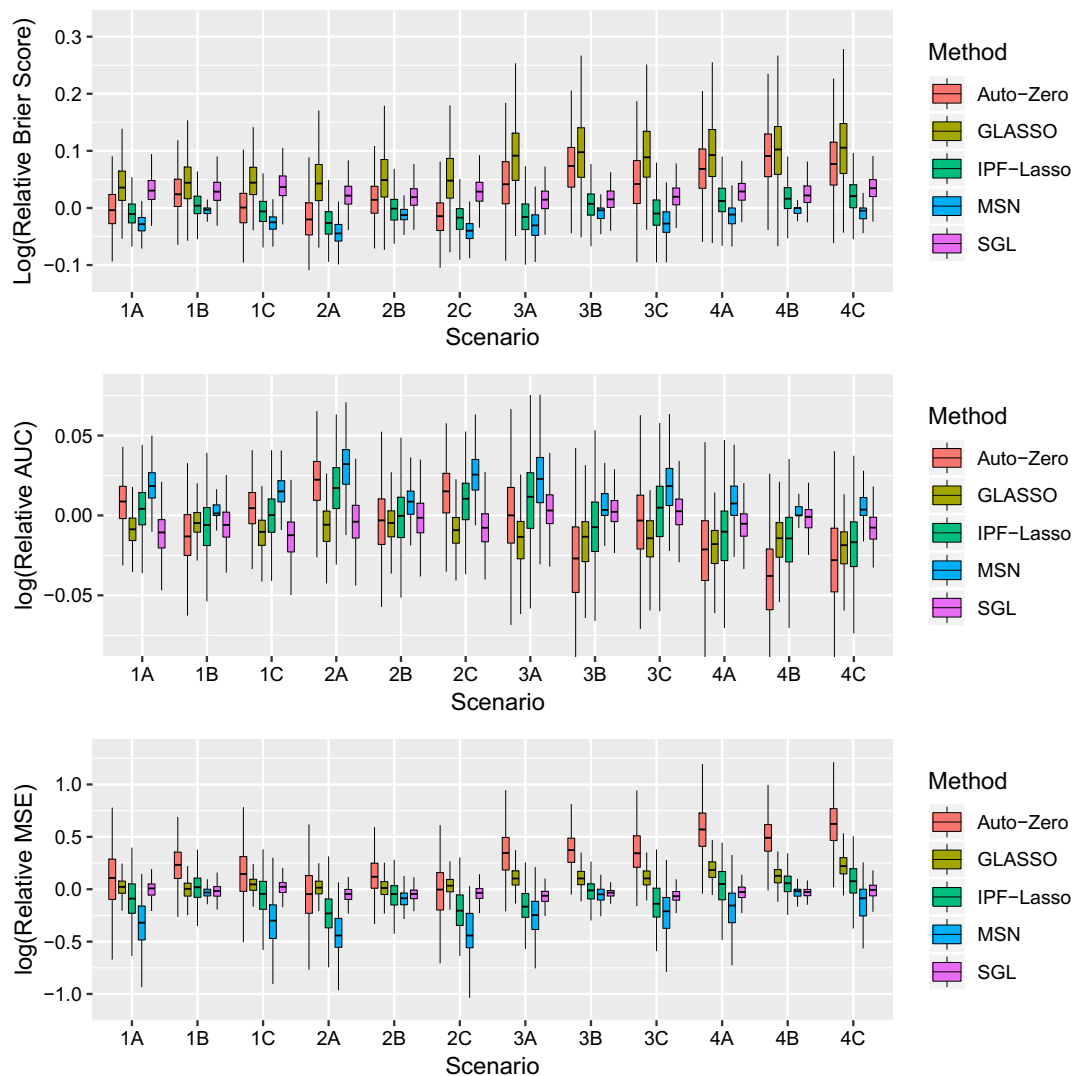 Log(Relative Brier Score)
0.3
0.2
0.1
0.0
−0.1
1A 1B 1C 2A 2B 2C 3A 3B 3C 4A 4B 4C
Scenario
Method
Auto−Zero
GLASSO
IPF−Lasso
MSN
SGL
log(Relative AUC)
0.05
0.00
−0.05
1A 1B 1C 2A 2B 2C 3A 3B 3C 4A 4B 4C
Scenario
Method
Auto−Zero
GLASSO
IPF−Lasso
MSN
SGL
log(Relative MSE)
1.0
0.5
0.0
−0.5
−1.0
1A 1B 1C 2A 2B 2C 3A 3B 3C 4A 4B 4C
Scenario
Method
Auto−Zero
GLASSO
IPF−Lasso
MSN
SGL